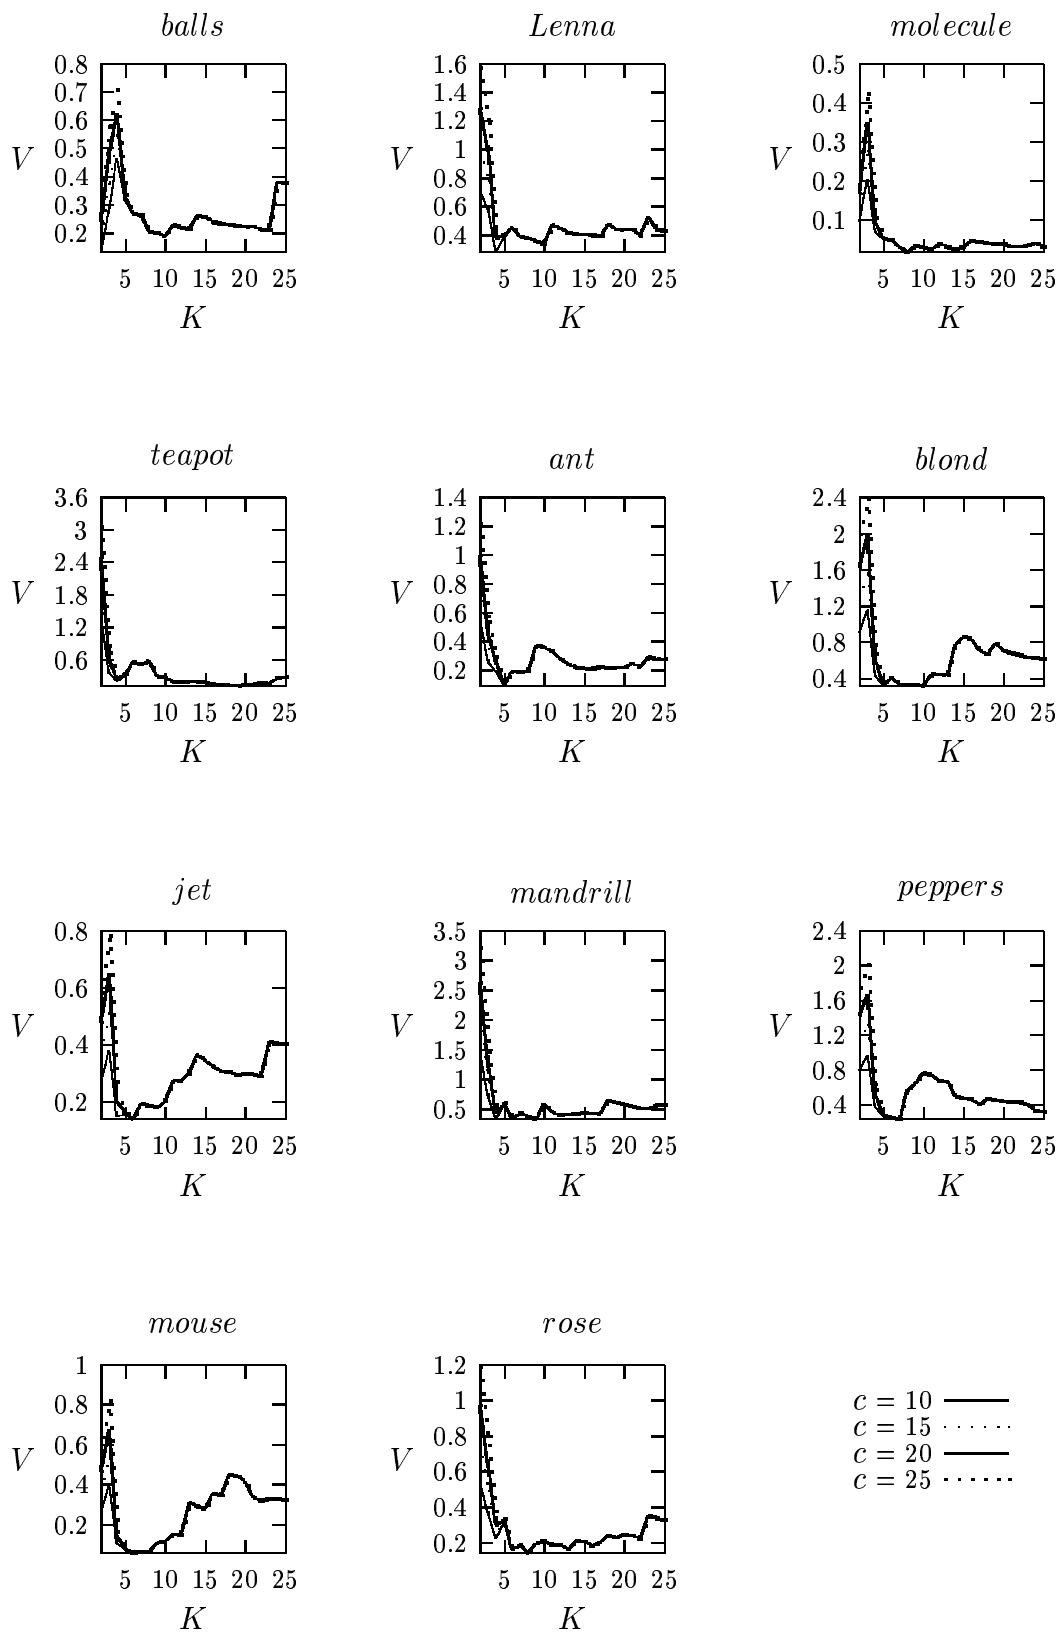 balls Lenna molecule
0.8 1.6 0.5
0.7 1.4 0.4
0.6 1.2 0.3
0.5 1 0.2
0.4 0.8 0.1
0.3 0.6
0.2 0.4
V V V
5 10 15 20 25 5 10 15 20 25 5 10 15 20 25
K K K
teapot ant blond
3.6 1.4 2.4
3 1.2 2
2.4 1 1.6
1.8 0.8 1.2
1.2 0.6 0.8
0.6 0.4 0.4
0.2
V V V
5 10 15 20 25 5 10 15 20 25 5 10 15 20 25
K K K
jet mandrill peppers
0.8 3.5 2.4
0.6 3 2
0.4 2.5 1.6
0.2 2 1.2
1.5 0.8
1 0.4
0.5
V V V
5 10 15 20 25 5 10 15 20 25 5 10 15 20 25
K K K
mouse rose
1 1.2
0.8 1
0.6 0.8
0.4 0.6
0.2 0.4
0.2
V V
5 10 15 20 25 5 10 15 20 25
K K
c = 10
c = 15
c = 20
c = 25